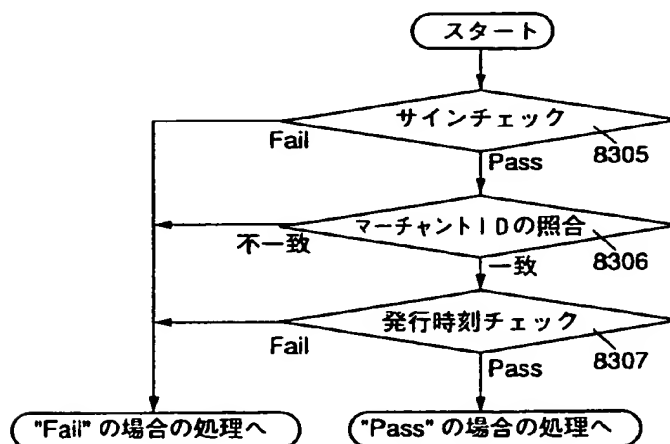 スタート
サインチェック
Fail
8305
Pass
マーチャントIDの照合
不一致
8306
一致
発行時刻チェック
Fail
8307
Pass
"Fail" の場合の処理へ
"Pass" の場合の処理へ